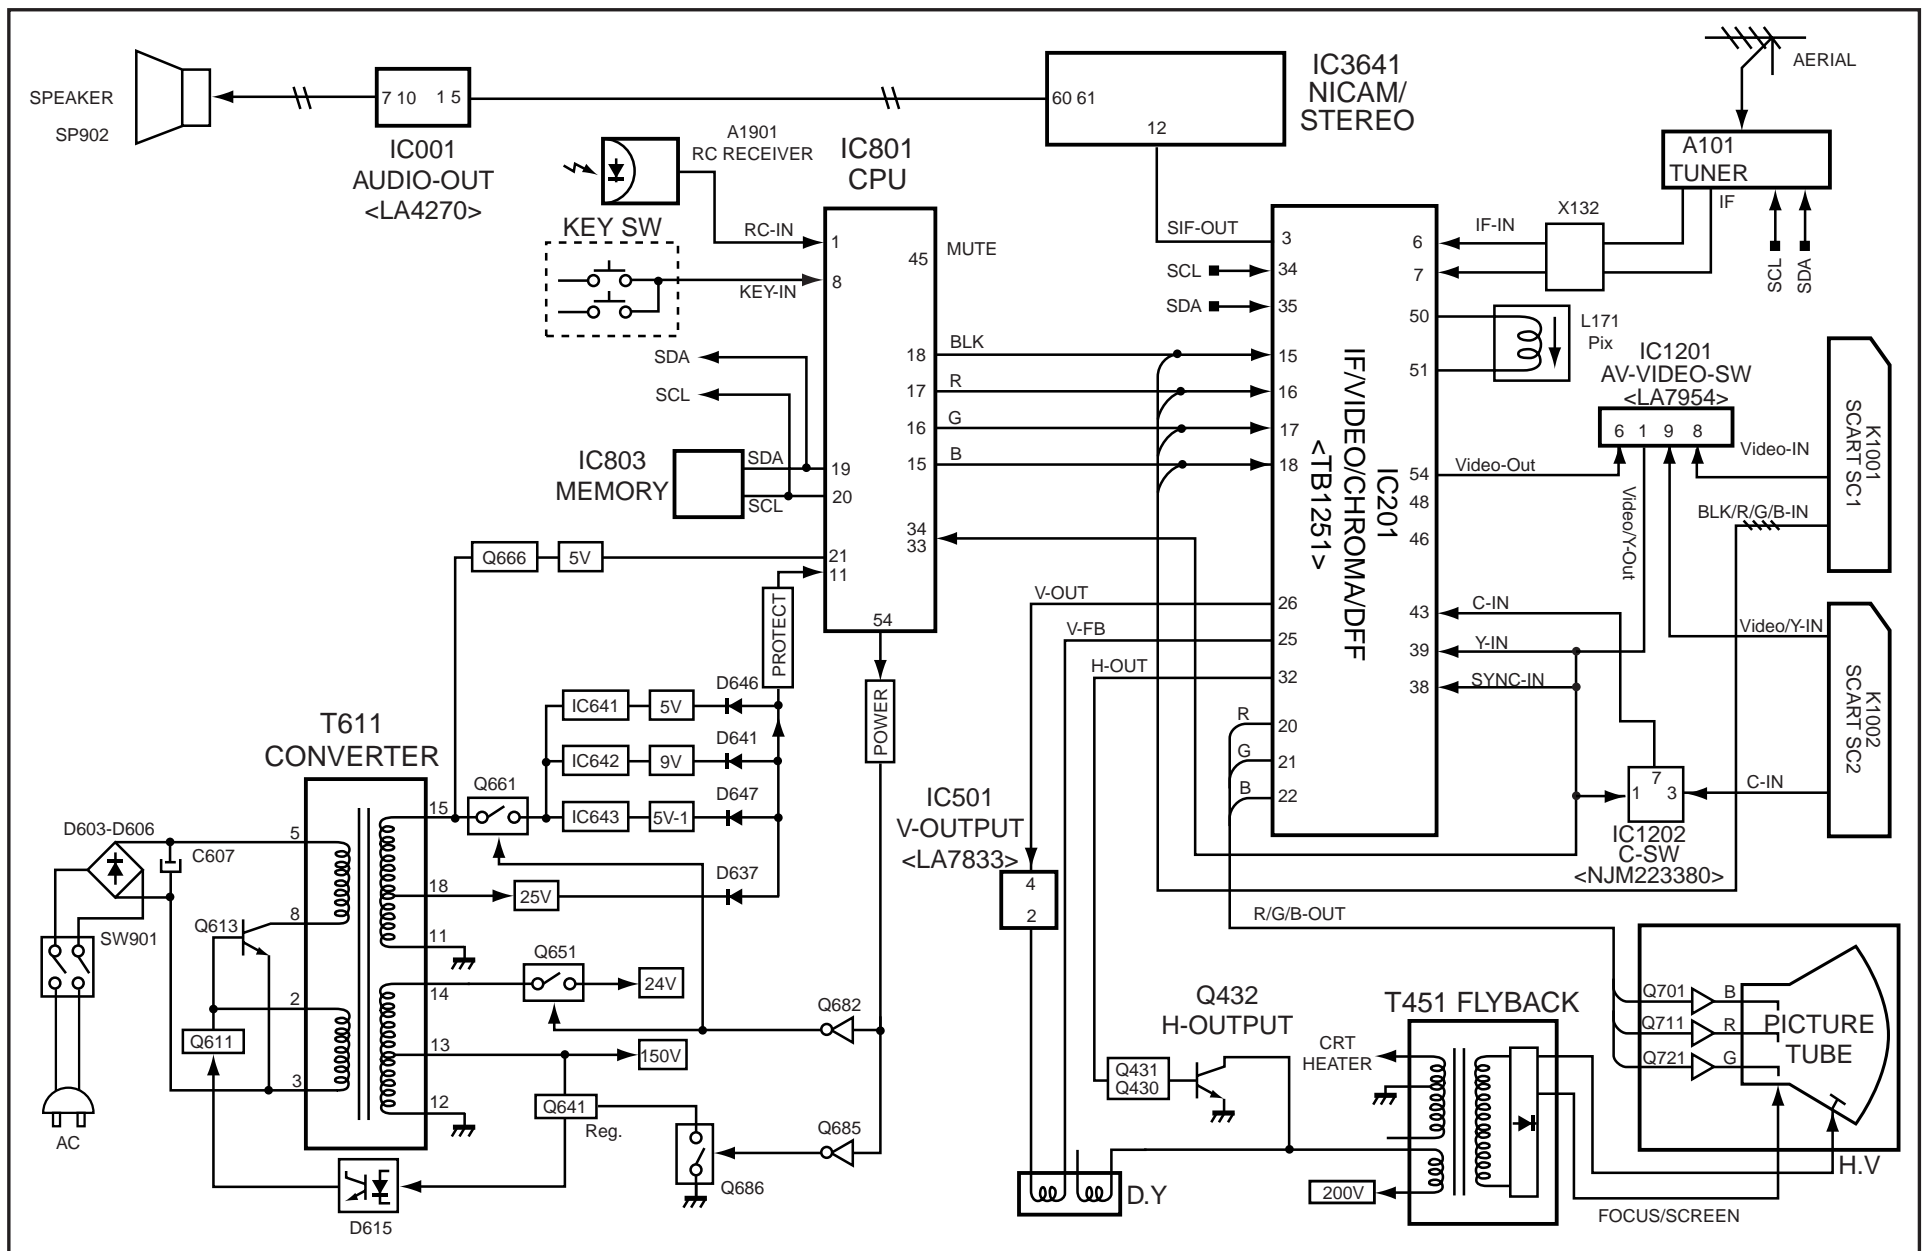 SPEAKER
SP902
7 10 1 5
IC001
AUDIO-OUT
<LA4270>
60 61
12
IC3641
NICAM/
STEREO
AERIAL
A101
TUNER
IF
SCL
SDA
A1901
RC RECEIVER
RC-IN
KEY SW
KEY-IN
IC801
CPU
1
8
45
MUTE
18
17
16
15
19
20
34
33
21
11
54
BLK
R
G
B
SDA
SCL
IC803
MEMORY
SDA
SCL
Q666
5V
PROTECT
POWER
SIF-OUT
SCL
SDA
3
34
35
15
16
17
18
26
25
32
20
21
22
IF/VIDEO/CHROMA/DFF
IC201
<TB1251>
6
7
50
51
54
48
46
43
39
38
IF-IN
X132
L171
Pix
IC1201
AV-VIDEO-SW
<LA7954>
6 1 9 8
Video-Out
Video/Y-Out
Video-IN
BLK/R/G/B-IN
K1001
SCART SC1
C-IN
Y-IN
SYNC-IN
Video/Y-IN
K1002
SCART SC2
C-IN
7
1 3
IC1202
C-SW
<NJM223380>
V-OUT
V-FB
H-OUT
R
G
B
IC501
V-OUTPUT
<LA7833>
4
2
R/G/B-OUT
T611
CONVERTER
D603-D606
C607
SW901
AC
Q613
Q611
5
8
2
3
15
18
11
14
13
12
Q661
IC641
5V
D646
IC642
9V
D641
IC643
5V-1
D647
25V
D637
Q651
24V
150V
Q682
Q641
Reg.
Q685
Q686
D615
Q432
H-OUTPUT
Q431
Q430
D.Y
T451 FLYBACK
CRT
HEATER
200V
Q701
B
Q711
R
Q721
G
PICTURE
TUBE
H.V
FOCUS/SCREEN